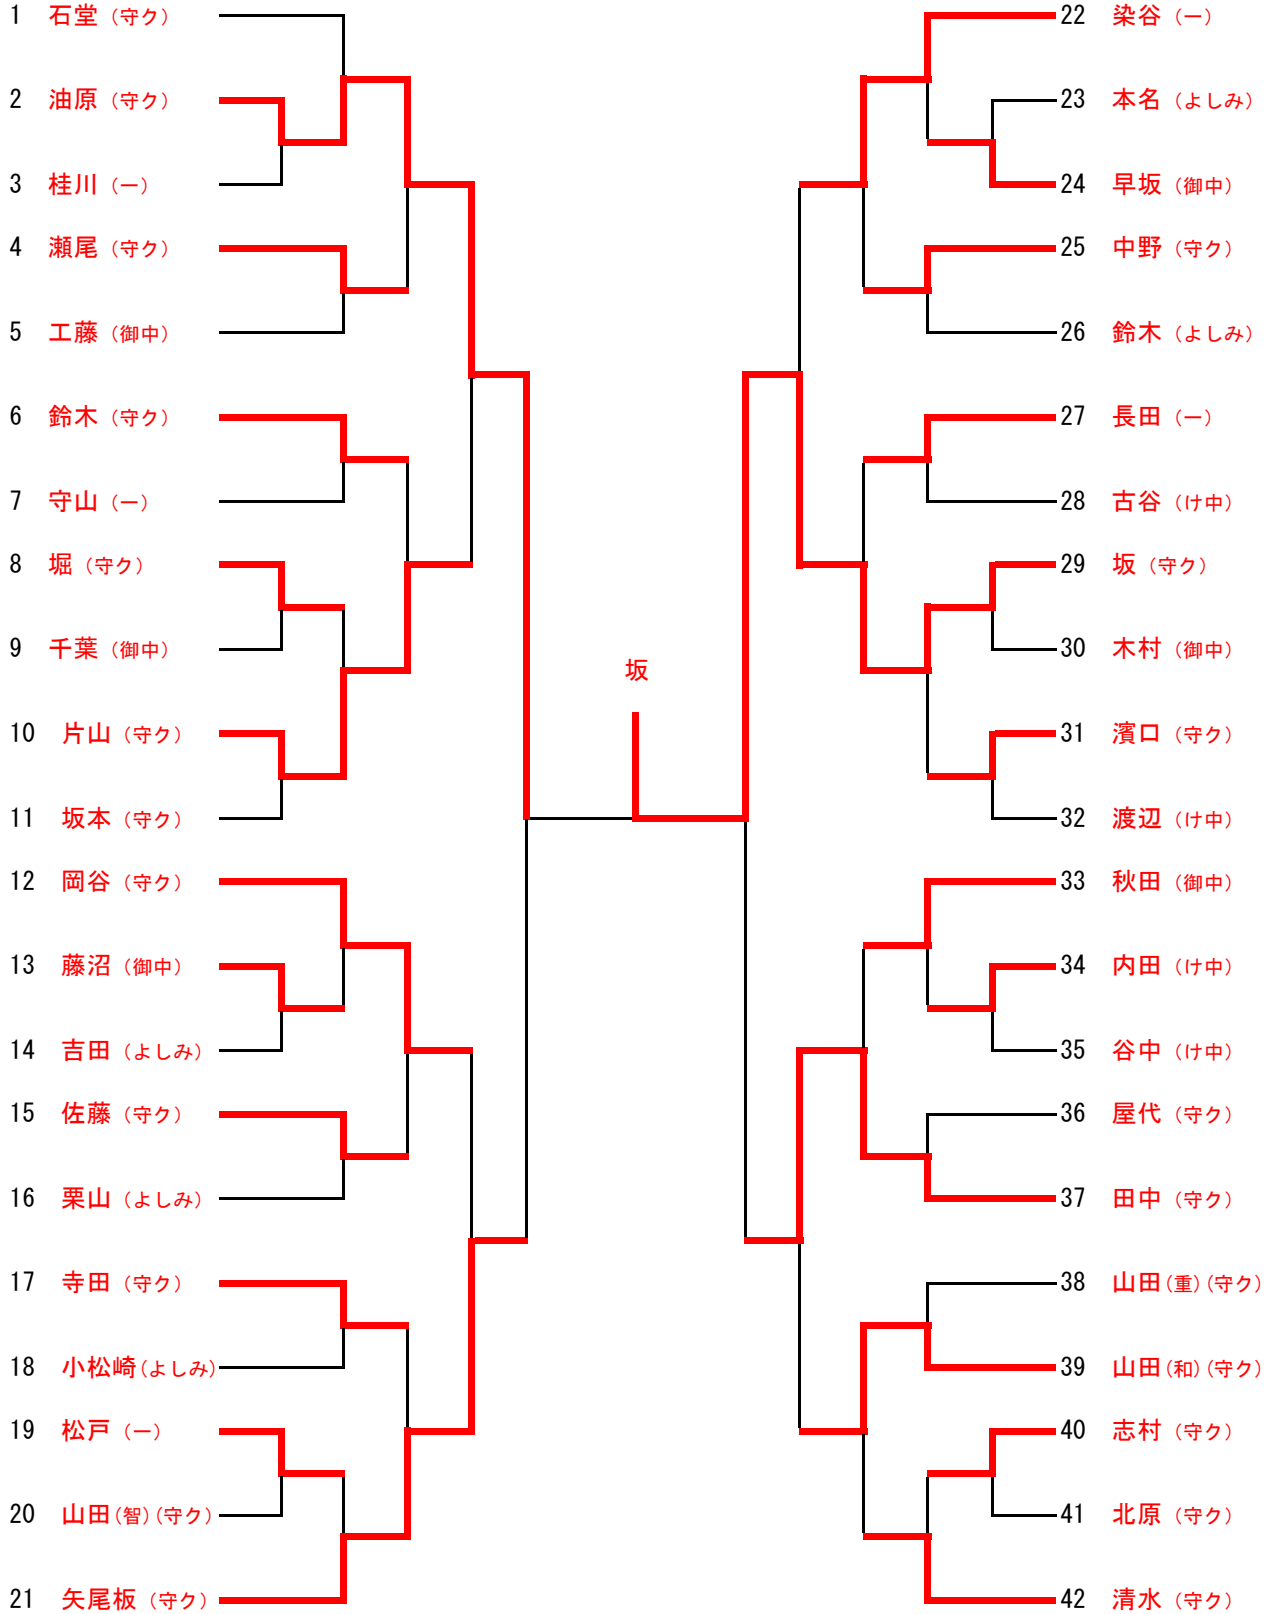 1 石堂 (守ク)
2 油原 (守ク)
3 桂川 (一)
4 瀬尾 (守ク)
5 工藤 (御中)
6 鈴木 (守ク)
7 守山 (一)
8 堀 (守ク)
9 千葉 (御中)
10 片山 (守ク)
11 坂本 (守ク)
12 岡谷 (守ク)
13 藤沼 (御中)
14 吉田 (よしみ)
15 佐藤 (守ク)
16 栗山 (よしみ)
17 寺田 (守ク)
18 小松崎(よしみ)
19 松戸 (一)
20 山田(智)(守ク)
21 矢尾板 (守ク)
坂
22 染谷 (一)
23 本名 (よしみ)
24 早坂 (御中)
25 中野 (守ク)
26 鈴木 (よしみ)
27 長田 (一)
28 古谷 (け中)
29 坂 (守ク)
30 木村 (御中)
31 濱口 (守ク)
32 渡辺 (け中)
33 秋田 (御中)
34 内田 (け中)
35 谷中 (け中)
36 屋代 (守ク)
37 田中 (守ク)
38 山田(重)(守ク)
39 山田(和)(守ク)
40 志村 (守ク)
41 北原 (守ク)
42 清水 (守ク)